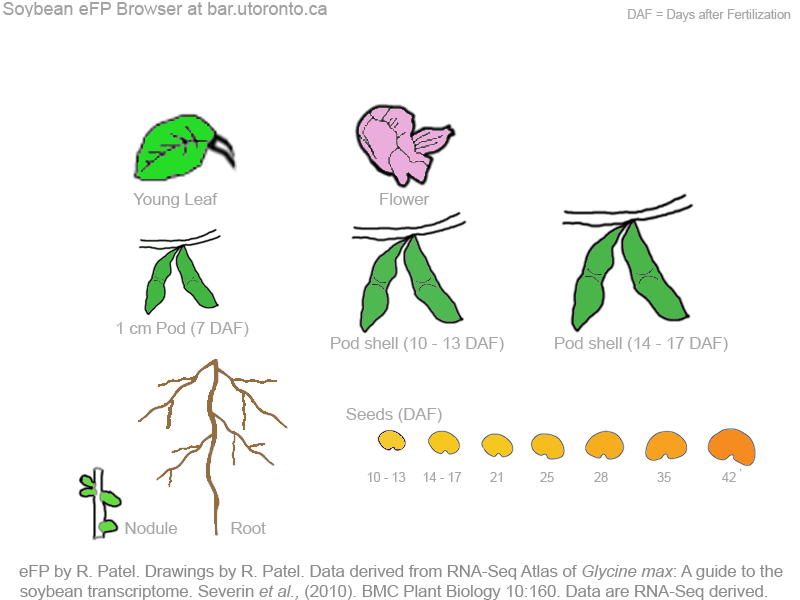 Soybean eFP Browser at bar.utoronto.ca
DAF = Days after Fertilization
Young Leaf
Flower
1 cm Pod (7 DAF)
Pod shell (10 - 13 DAF)
Pod shell (14 - 17 DAF)
Seeds (DAF)
10 - 13
14 - 17
21
25
28
35
42
Nodule
Root
eFP by R. Patel. Drawings by R. Patel. Data derived from RNA-Seq Atlas of Glycine max: A guide to the
soybean transcriptome. Severin et al., (2010). BMC Plant Biology 10:160. Data are RNA-Seq derived.